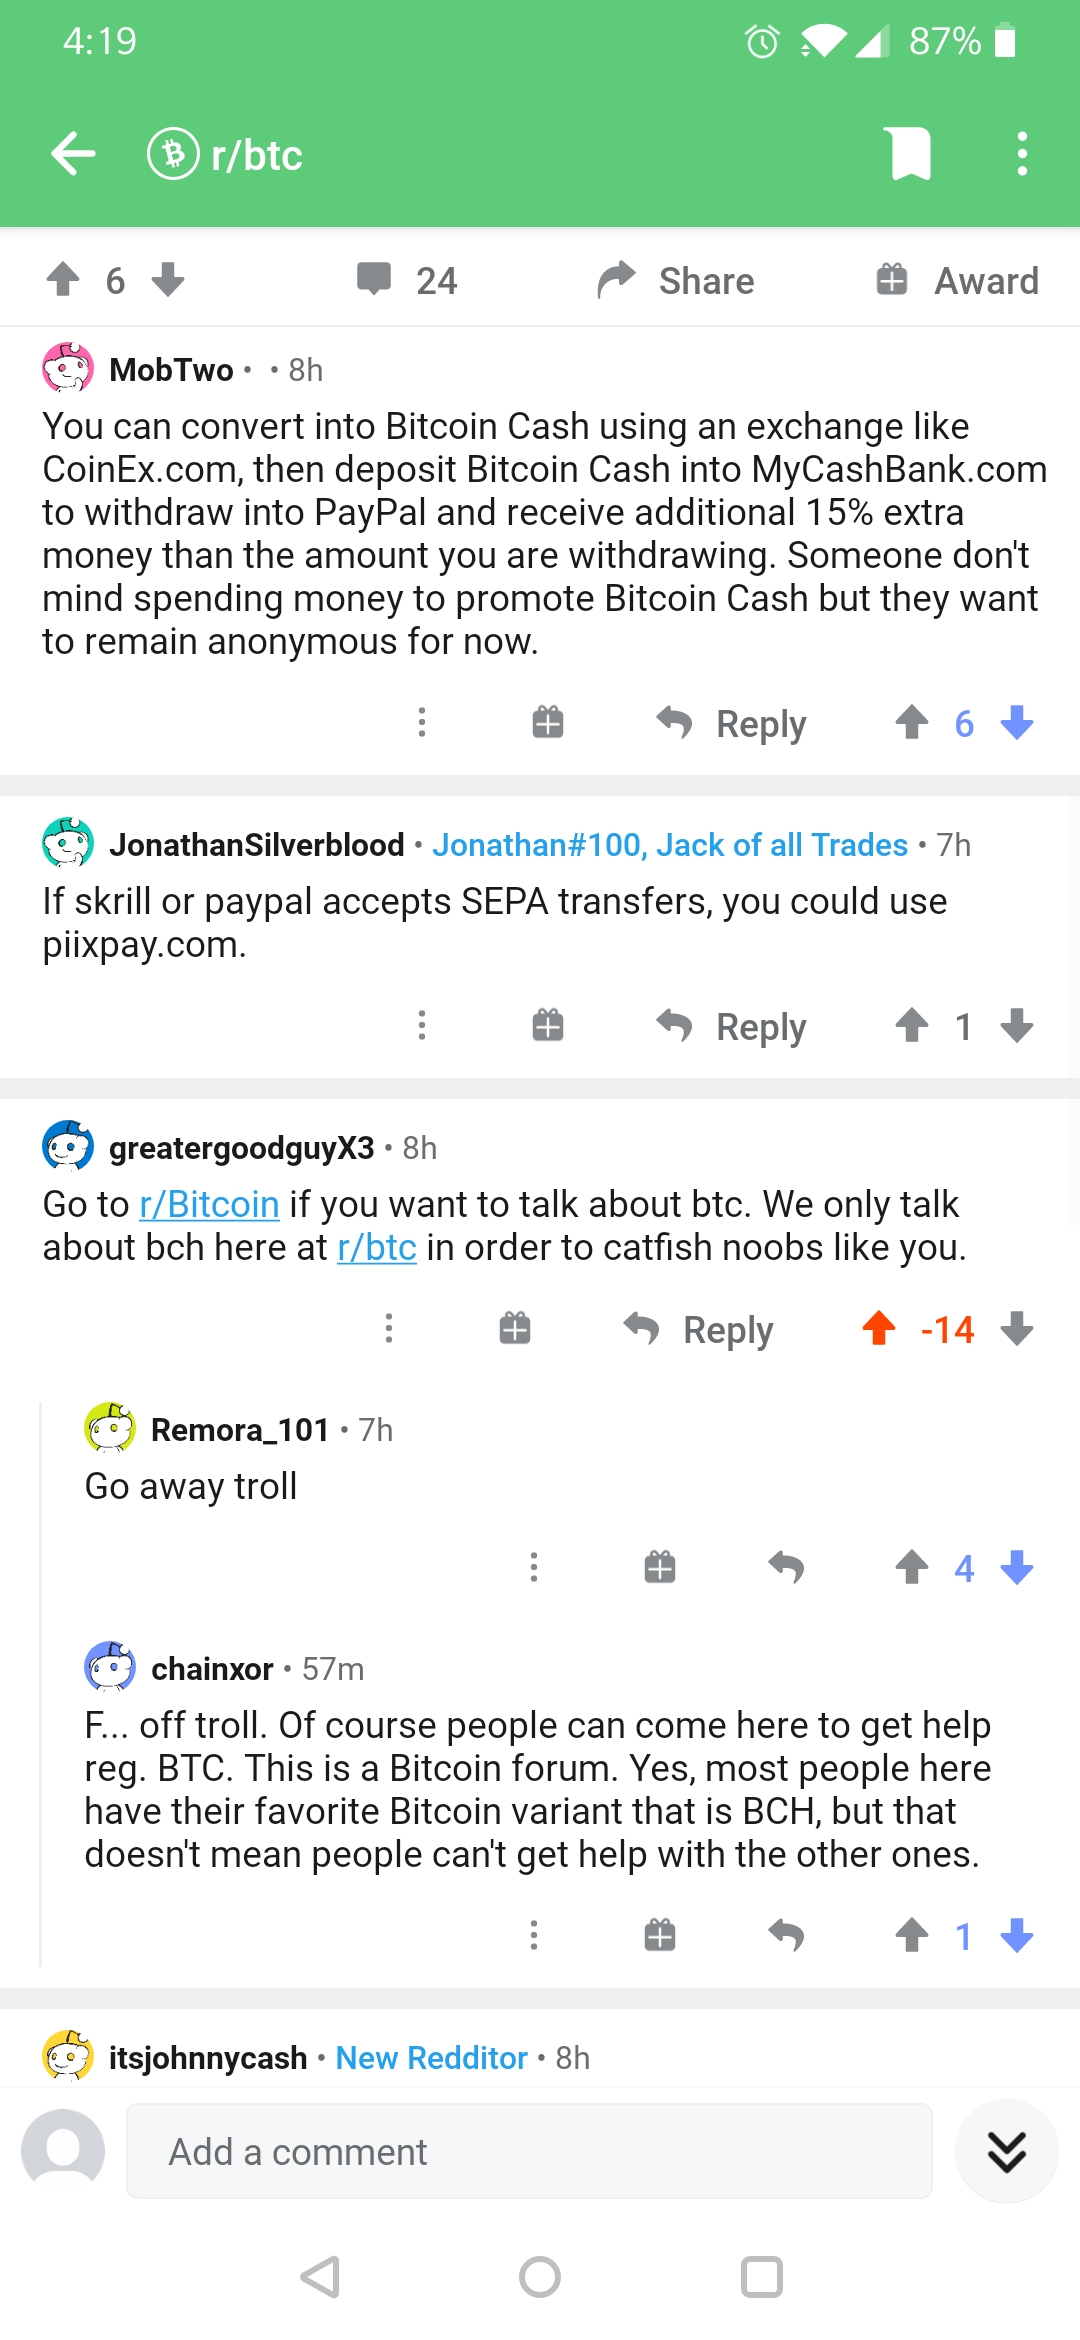 4:19
87%
r/btc
6
24
Share
Award
MobTwo • • 8h
You can convert into Bitcoin Cash using an exchange like
CoinEx.com, then deposit Bitcoin Cash into MyCashBank.com
to withdraw into PayPal and receive additional 15% extra
money than the amount you are withdrawing. Someone don't
mind spending money to promote Bitcoin Cash but they want
to remain anonymous for now.
Reply 6
JonathanSilverblood • Jonathan#100, Jack of all Trades • 7h
If skrill or paypal accepts SEPA transfers, you could use
piixpay.com.
Reply 1
greatergoodguyX3 • 8h
Go to r/Bitcoin if you want to talk about btc. We only talk
about bch here at r/btc in order to catfish noobs like you.
Reply -14
Remora_101 • 7h
Go away troll
4
chainxor • 57m
F... off troll. Of course people can come here to get help
reg. BTC. This is a Bitcoin forum. Yes, most people here
have their favorite Bitcoin variant that is BCH, but that
doesn't mean people can't get help with the other ones.
1
itsjohnnycash • New Redditor • 8h
Add a comment